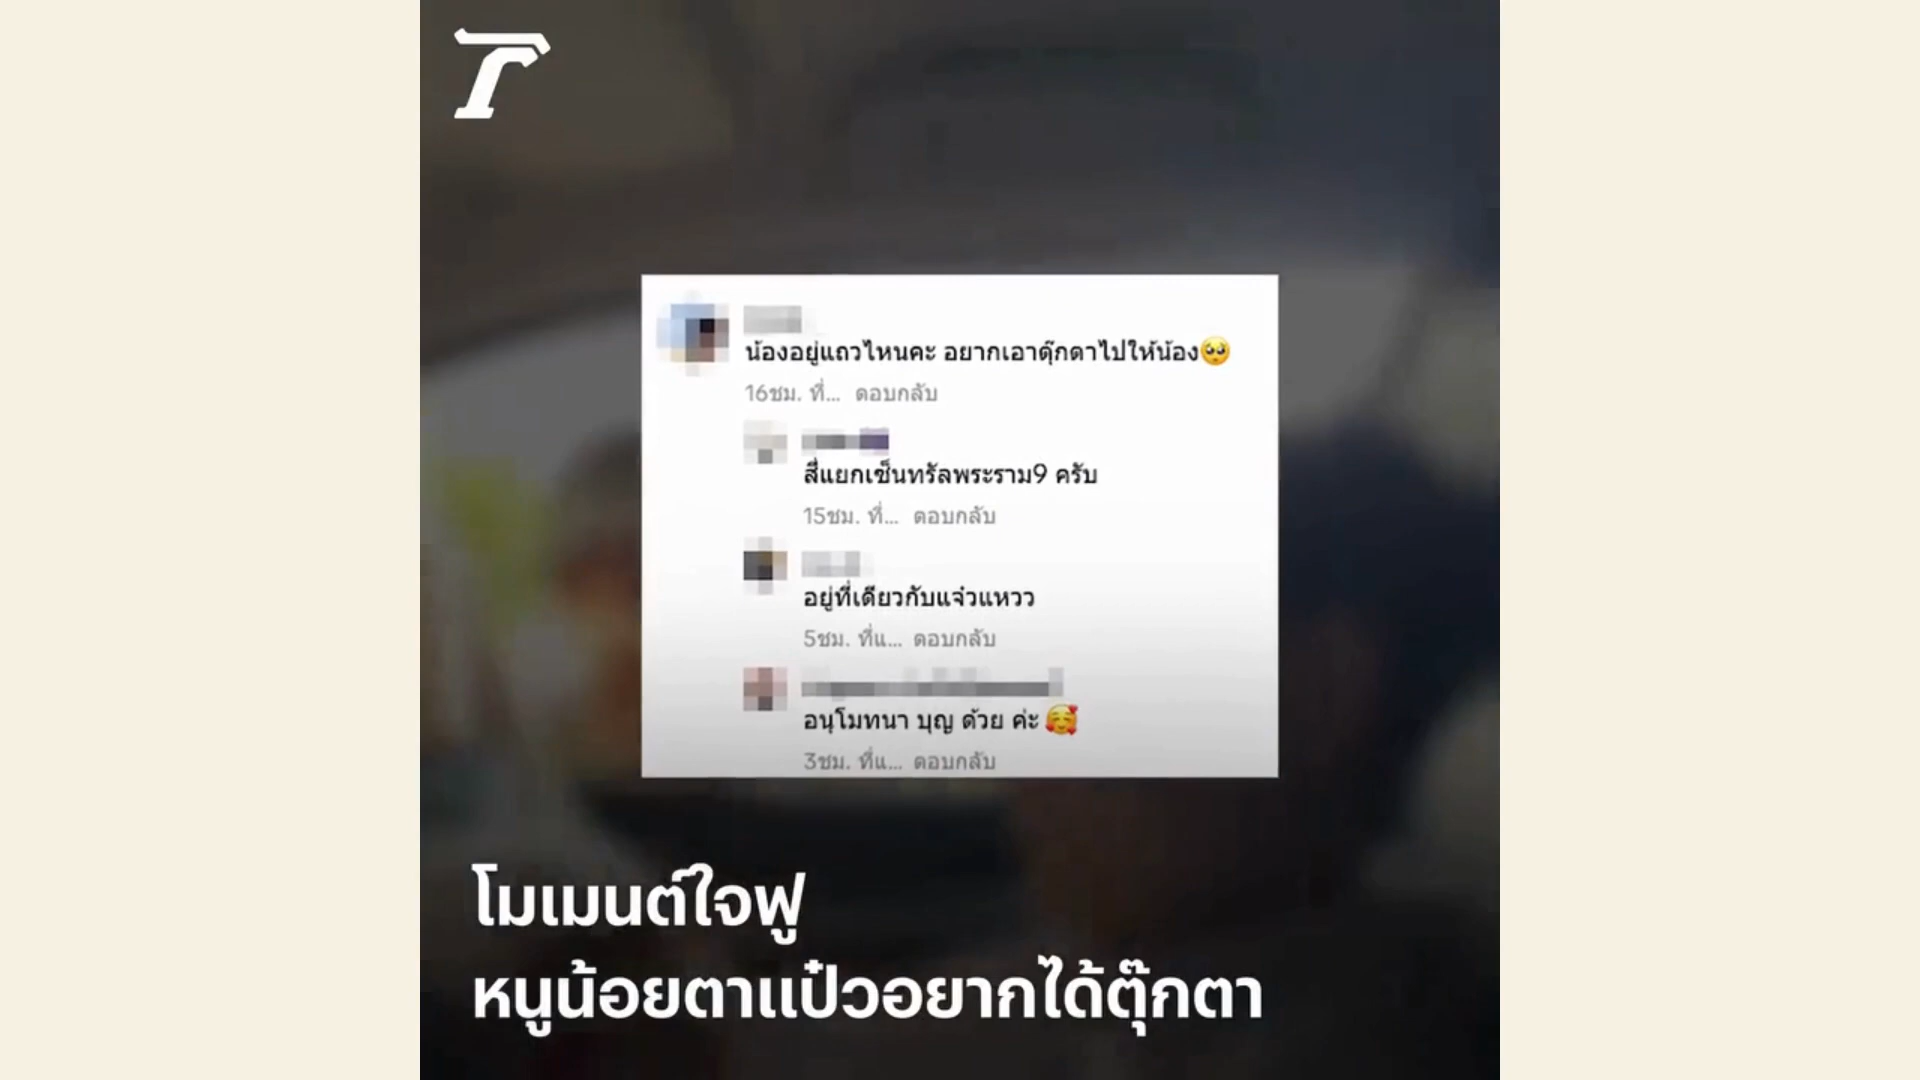 T
น้องอยู่แถวไหนคะ อยากเอาตุ๊กตาไปให้น้อง🥺
16ชม. ที่... ตอบกลับ
สี่แยกเซ็นทรัลพระราม9 ครับ
15ชม. ที่... ตอบกลับ
อยู่ที่เดียวกับแจ๋วแหวว
5ชม. ที่แ... ตอบกลับ
อนุโมทนา บุญ ด้วย ค่ะ 🥰
3ชม. ที่แ... ตอบกลับ
โมเมนต์ใจฟู
หนูน้อยตาแป๋วอยากได้ตุ๊กตา